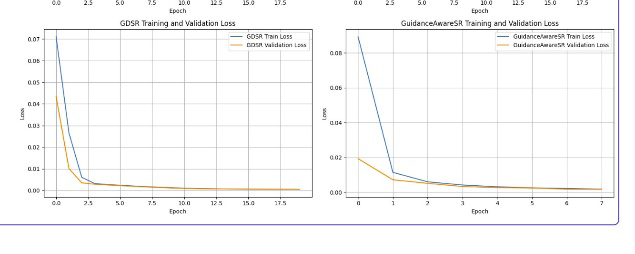 0.0 2.5 5.0 7.5 10.0 12.5 15.0 17.5
Epoch
0.0 2.5 5.0 7.5 10.0 12.5 15.0 17.5
Epoch
GDSR Training and Validation Loss
GDSR Train Loss
GDSR Validation Loss
Loss
0.07
0.06
0.05
0.04
0.03
0.02
0.01
0.00
0.0 2.5 5.0 7.5 10.0 12.5 15.0 17.5
Epoch
GuidanceAwareSR Training and Validation Loss
GuidanceAwareSR Train Loss
GuidanceAwareSR Validation Loss
Loss
0.08
0.06
0.04
0.02
0.00
0 1 2 3 4 5 6 7
Epoch